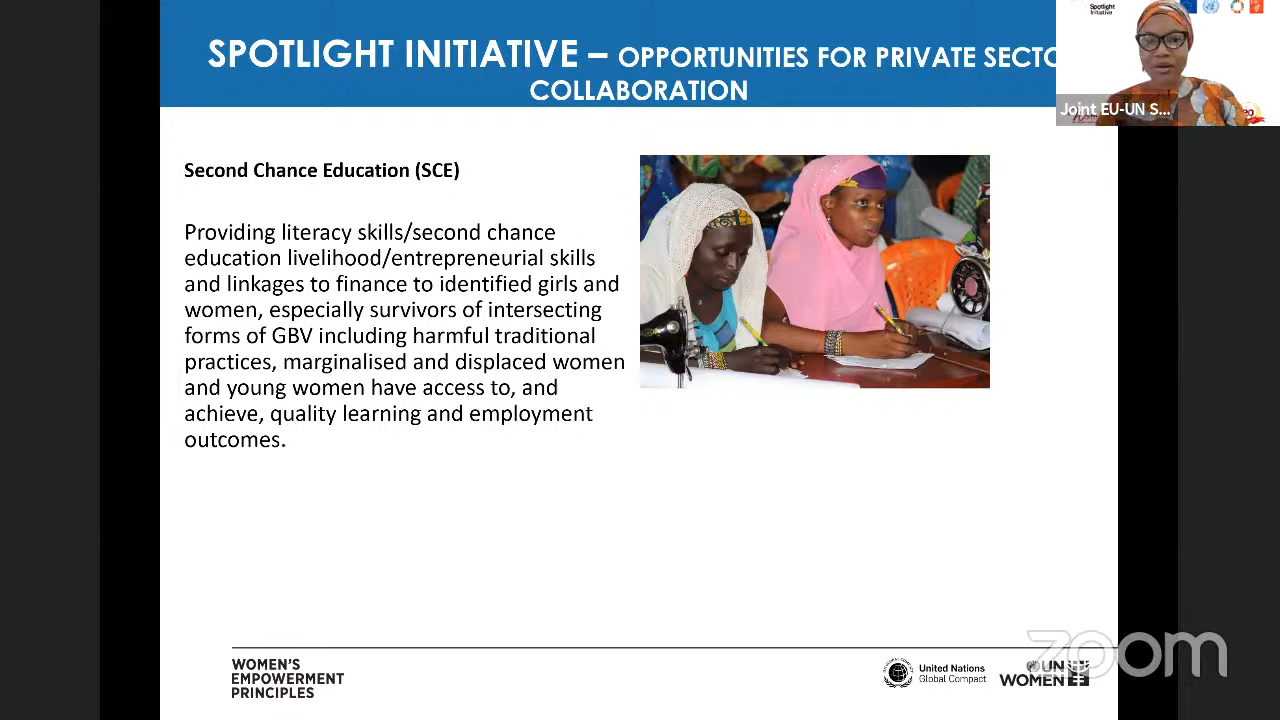 SPOTLIGHT INITIATIVE – OPPORTUNITIES FOR PRIVATE SECTO
COLLABORATION
Spotlight
Initiative
Joint EU-UN S...
Second Chance Education (SCE)
Providing literacy skills/second chance
education livelihood/entrepreneurial skills
and linkages to finance to identified girls and
women, especially survivors of intersecting
forms of GBV including harmful traditional
practices, marginalised and displaced women
and young women have access to, and
achieve, quality learning and employment
outcomes.
WOMEN'S
EMPOWERMENT
PRINCIPLES
United Nations
Global Compact
UN
WOMEN
zoom